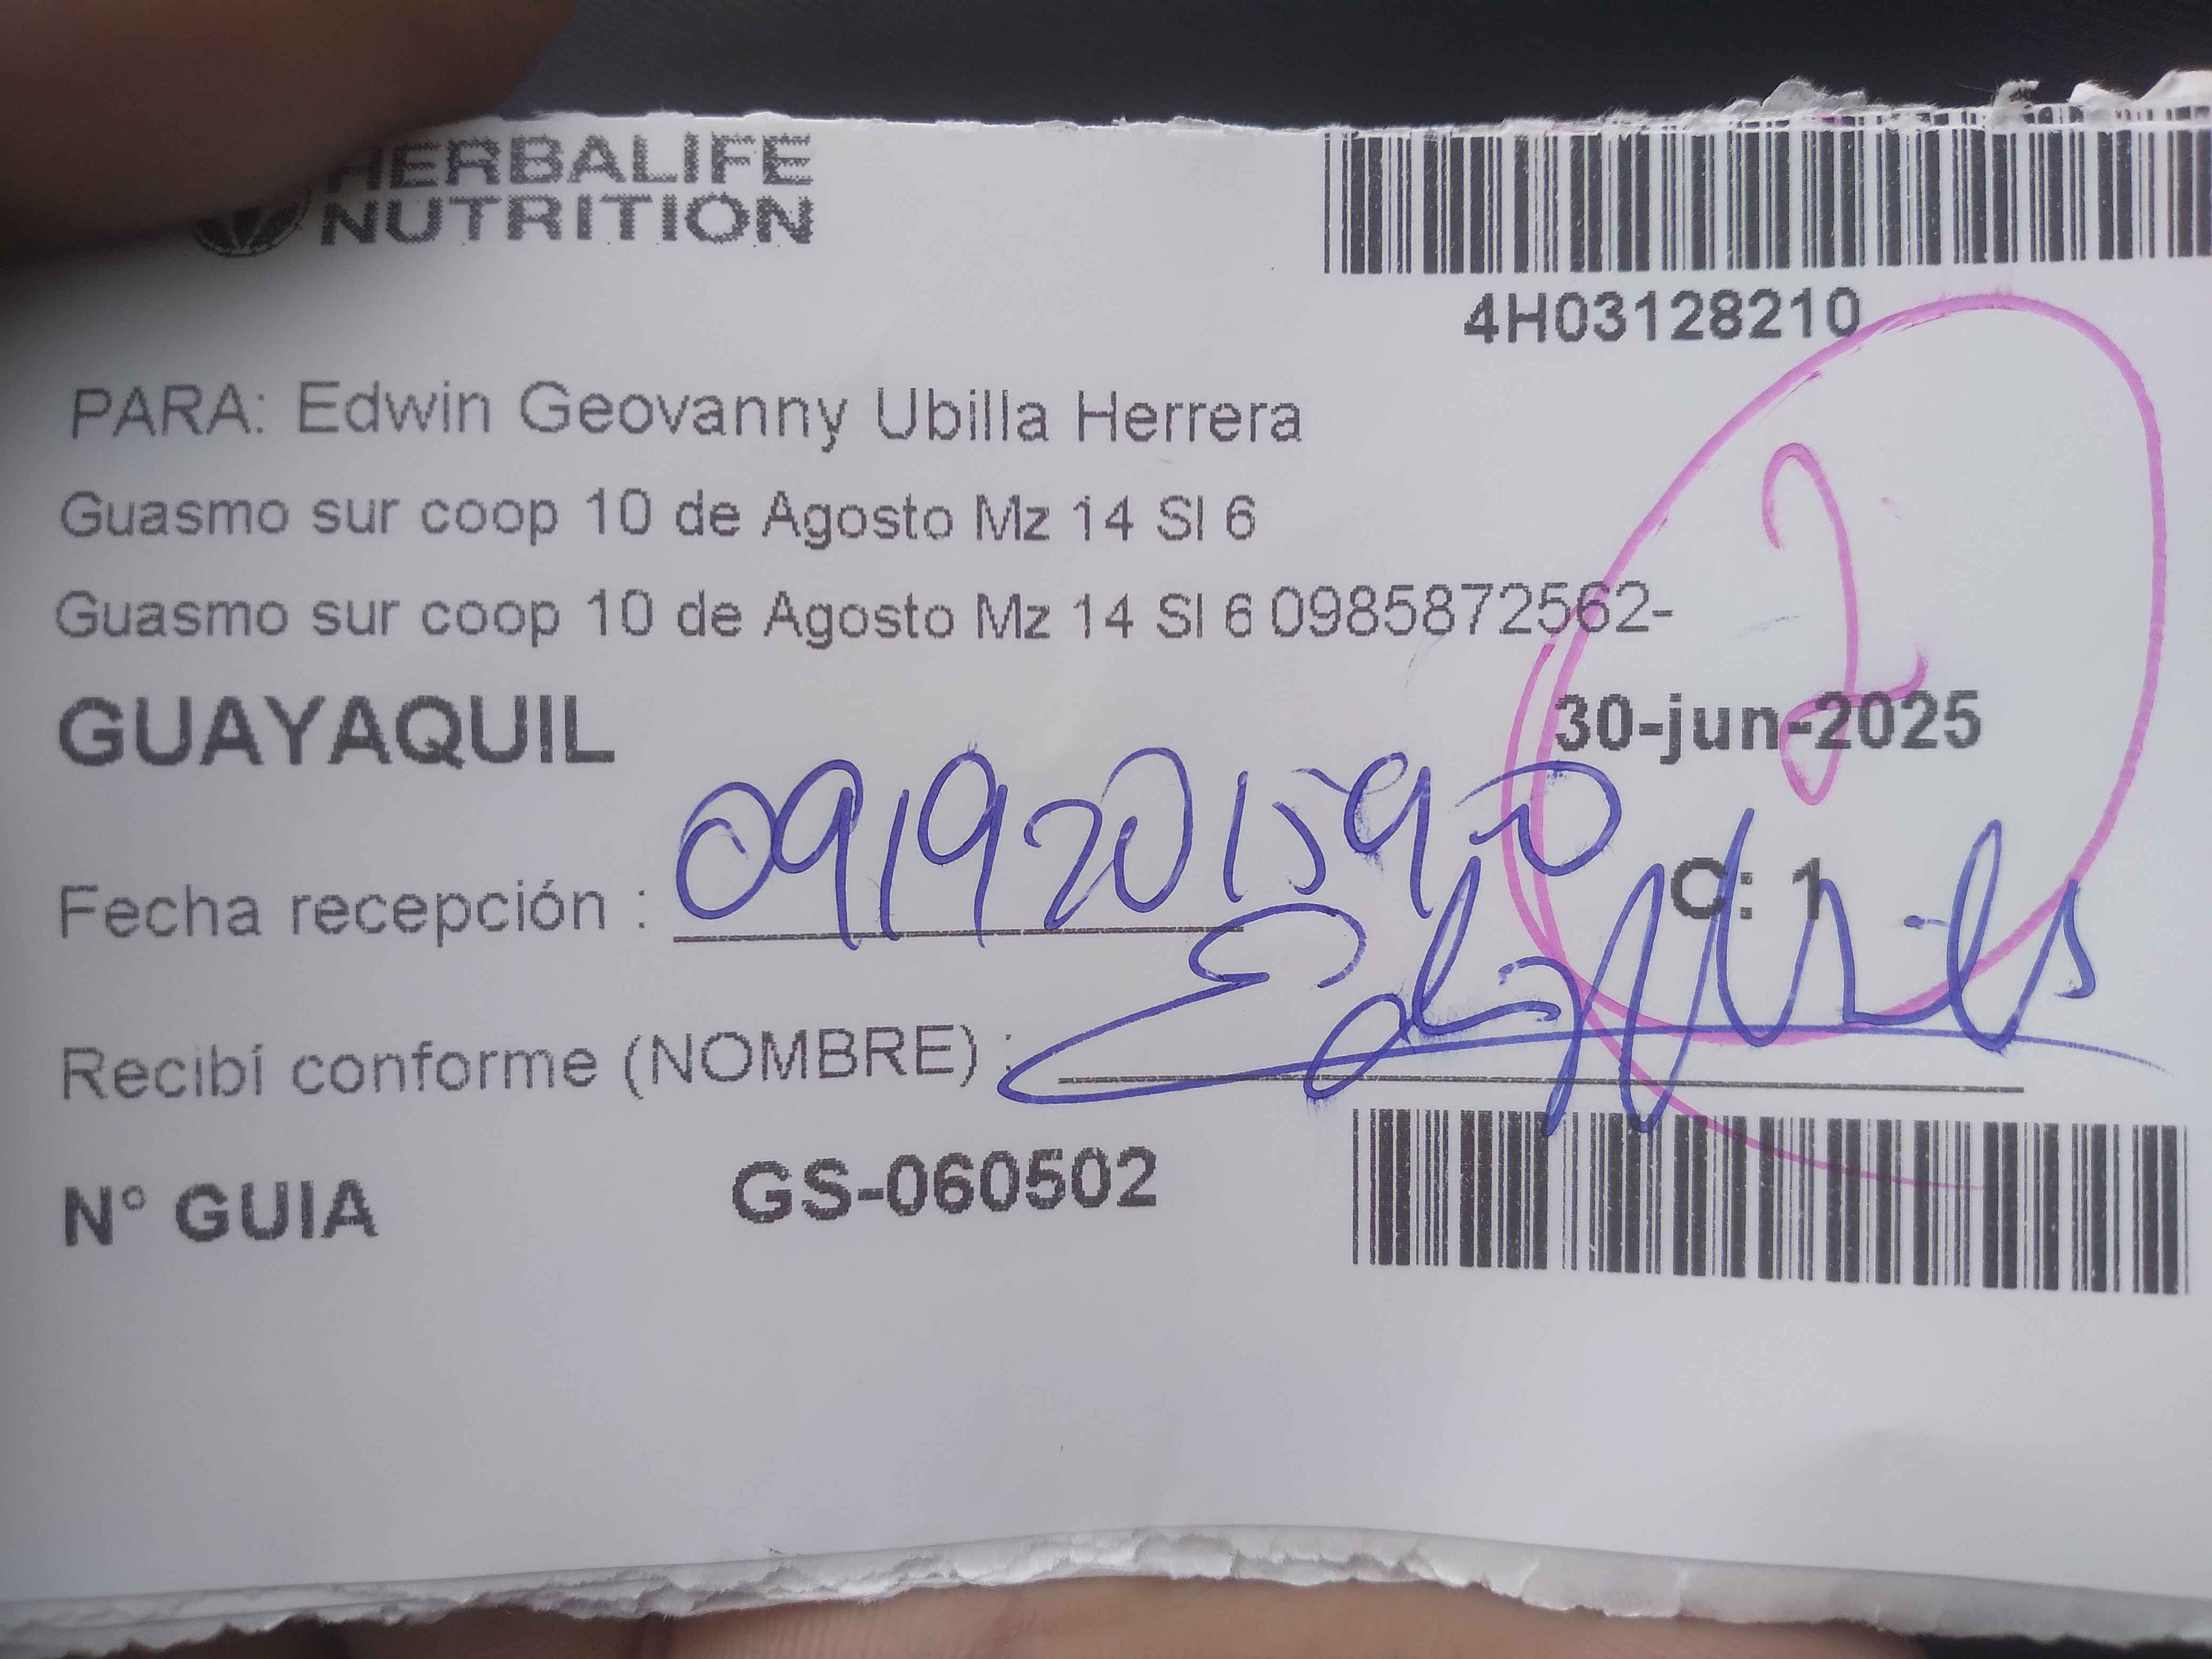 HERBALIFE
NUTRITION
4H03128210
PARA: Edwin Geovanny Ubilla Herrera
Guasmo sur coop 10 de Agosto Mz 14 Sl 6
Guasmo sur coop 10 de Agosto Mz 14 Sl 6 0985872562-
2
GUAYAQUIL 30-jun-2025
C: 1
Fecha recepción : 0919201590
Recibí conforme (NOMBRE) :
N° GUIA GS-060502